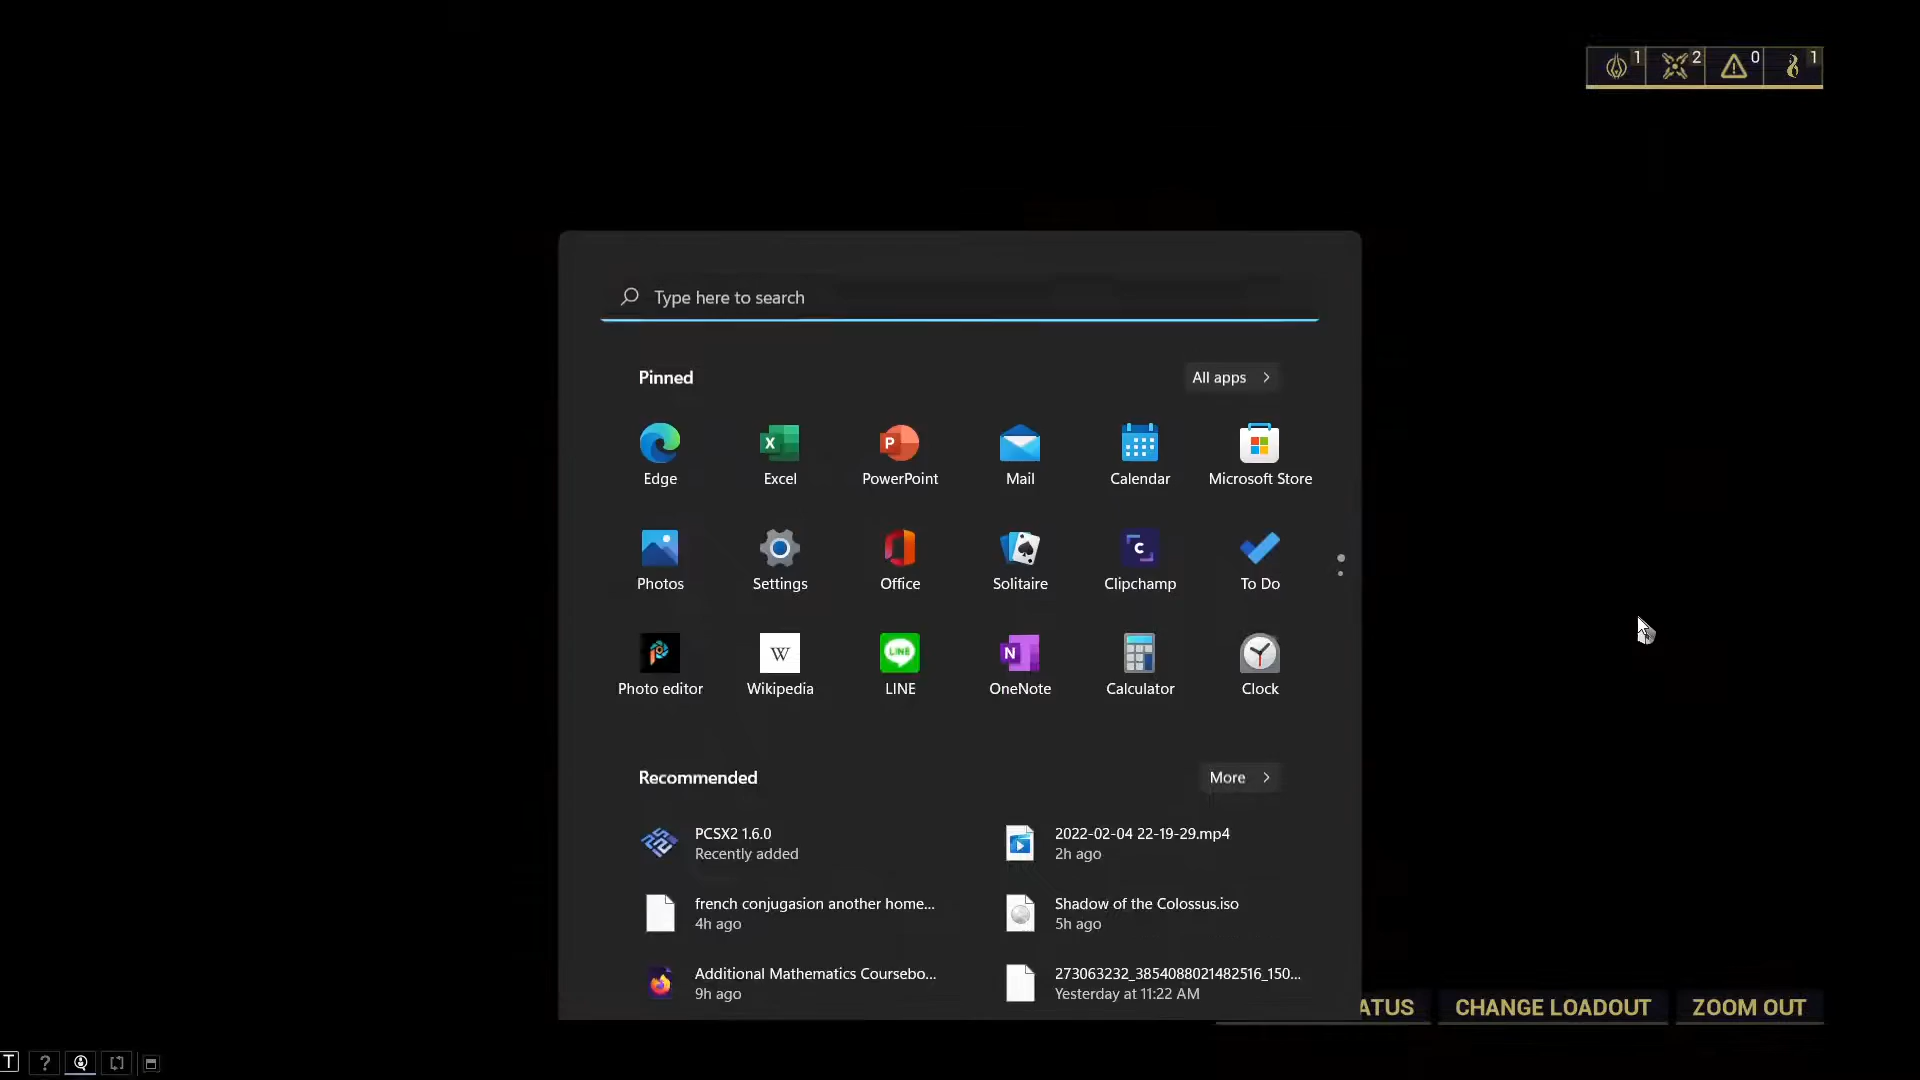 1 2 0 1
Type here to search
Pinned
All apps
Edge
Excel
PowerPoint
Mail
Calendar
Microsoft Store
Photos
Settings
Office
Solitaire
Clipchamp
To Do
Photo editor
Wikipedia
LINE
OneNote
Calculator
Clock
Recommended
More
PCSX2 1.6.0
Recently added
2022-02-04 22-19-29.mp4
2h ago
french conjugasion another home...
4h ago
Shadow of the Colossus.iso
5h ago
Additional Mathematics Coursebo...
9h ago
273063232_3854088021482516_150...
Yesterday at 11:22 AM
ATUS
CHANGE LOADOUT
ZOOM OUT
T ?